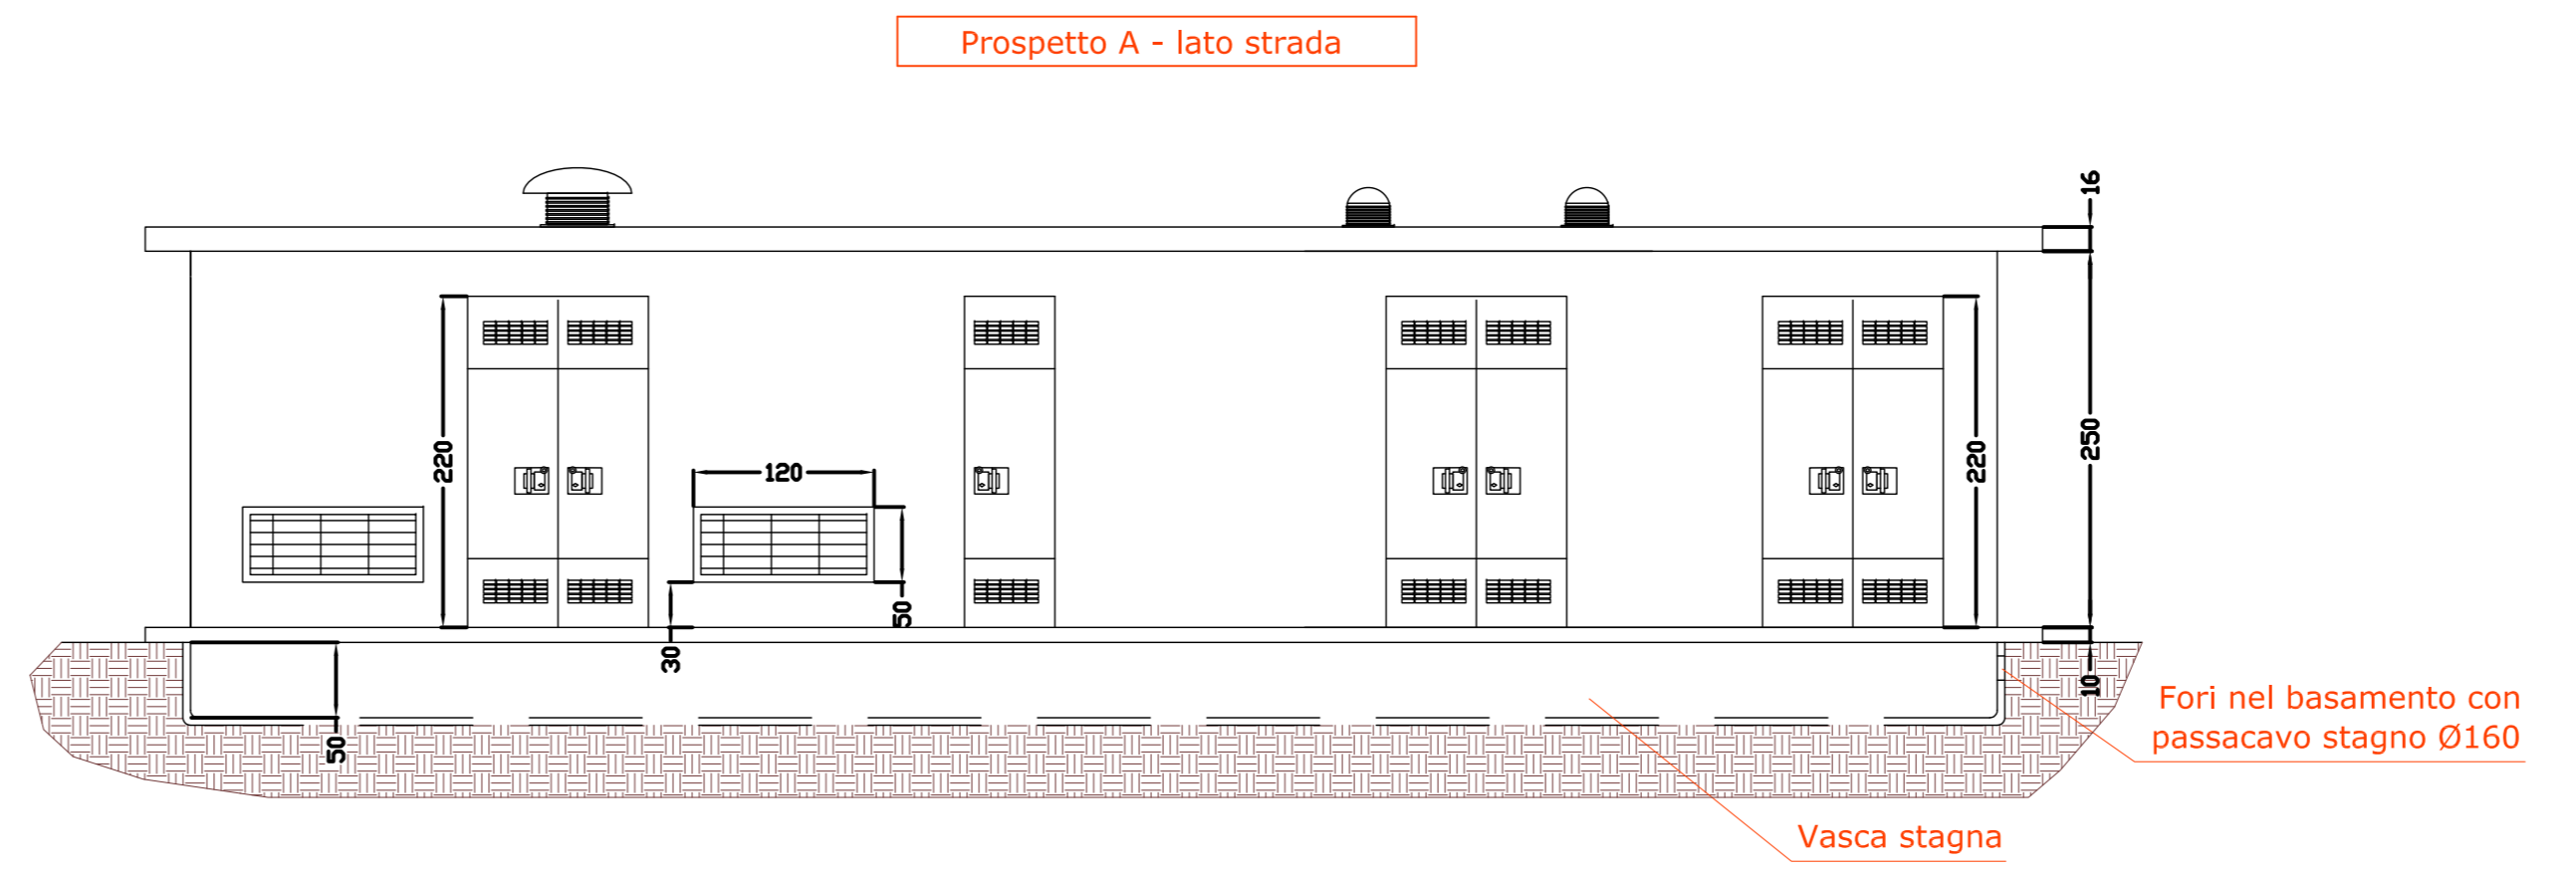 Prospetto A - lato strada
16
220
120
220
250
50
30
10
50
Fori nel basamento con
passacavo stagno Ø160
Vasca stagna